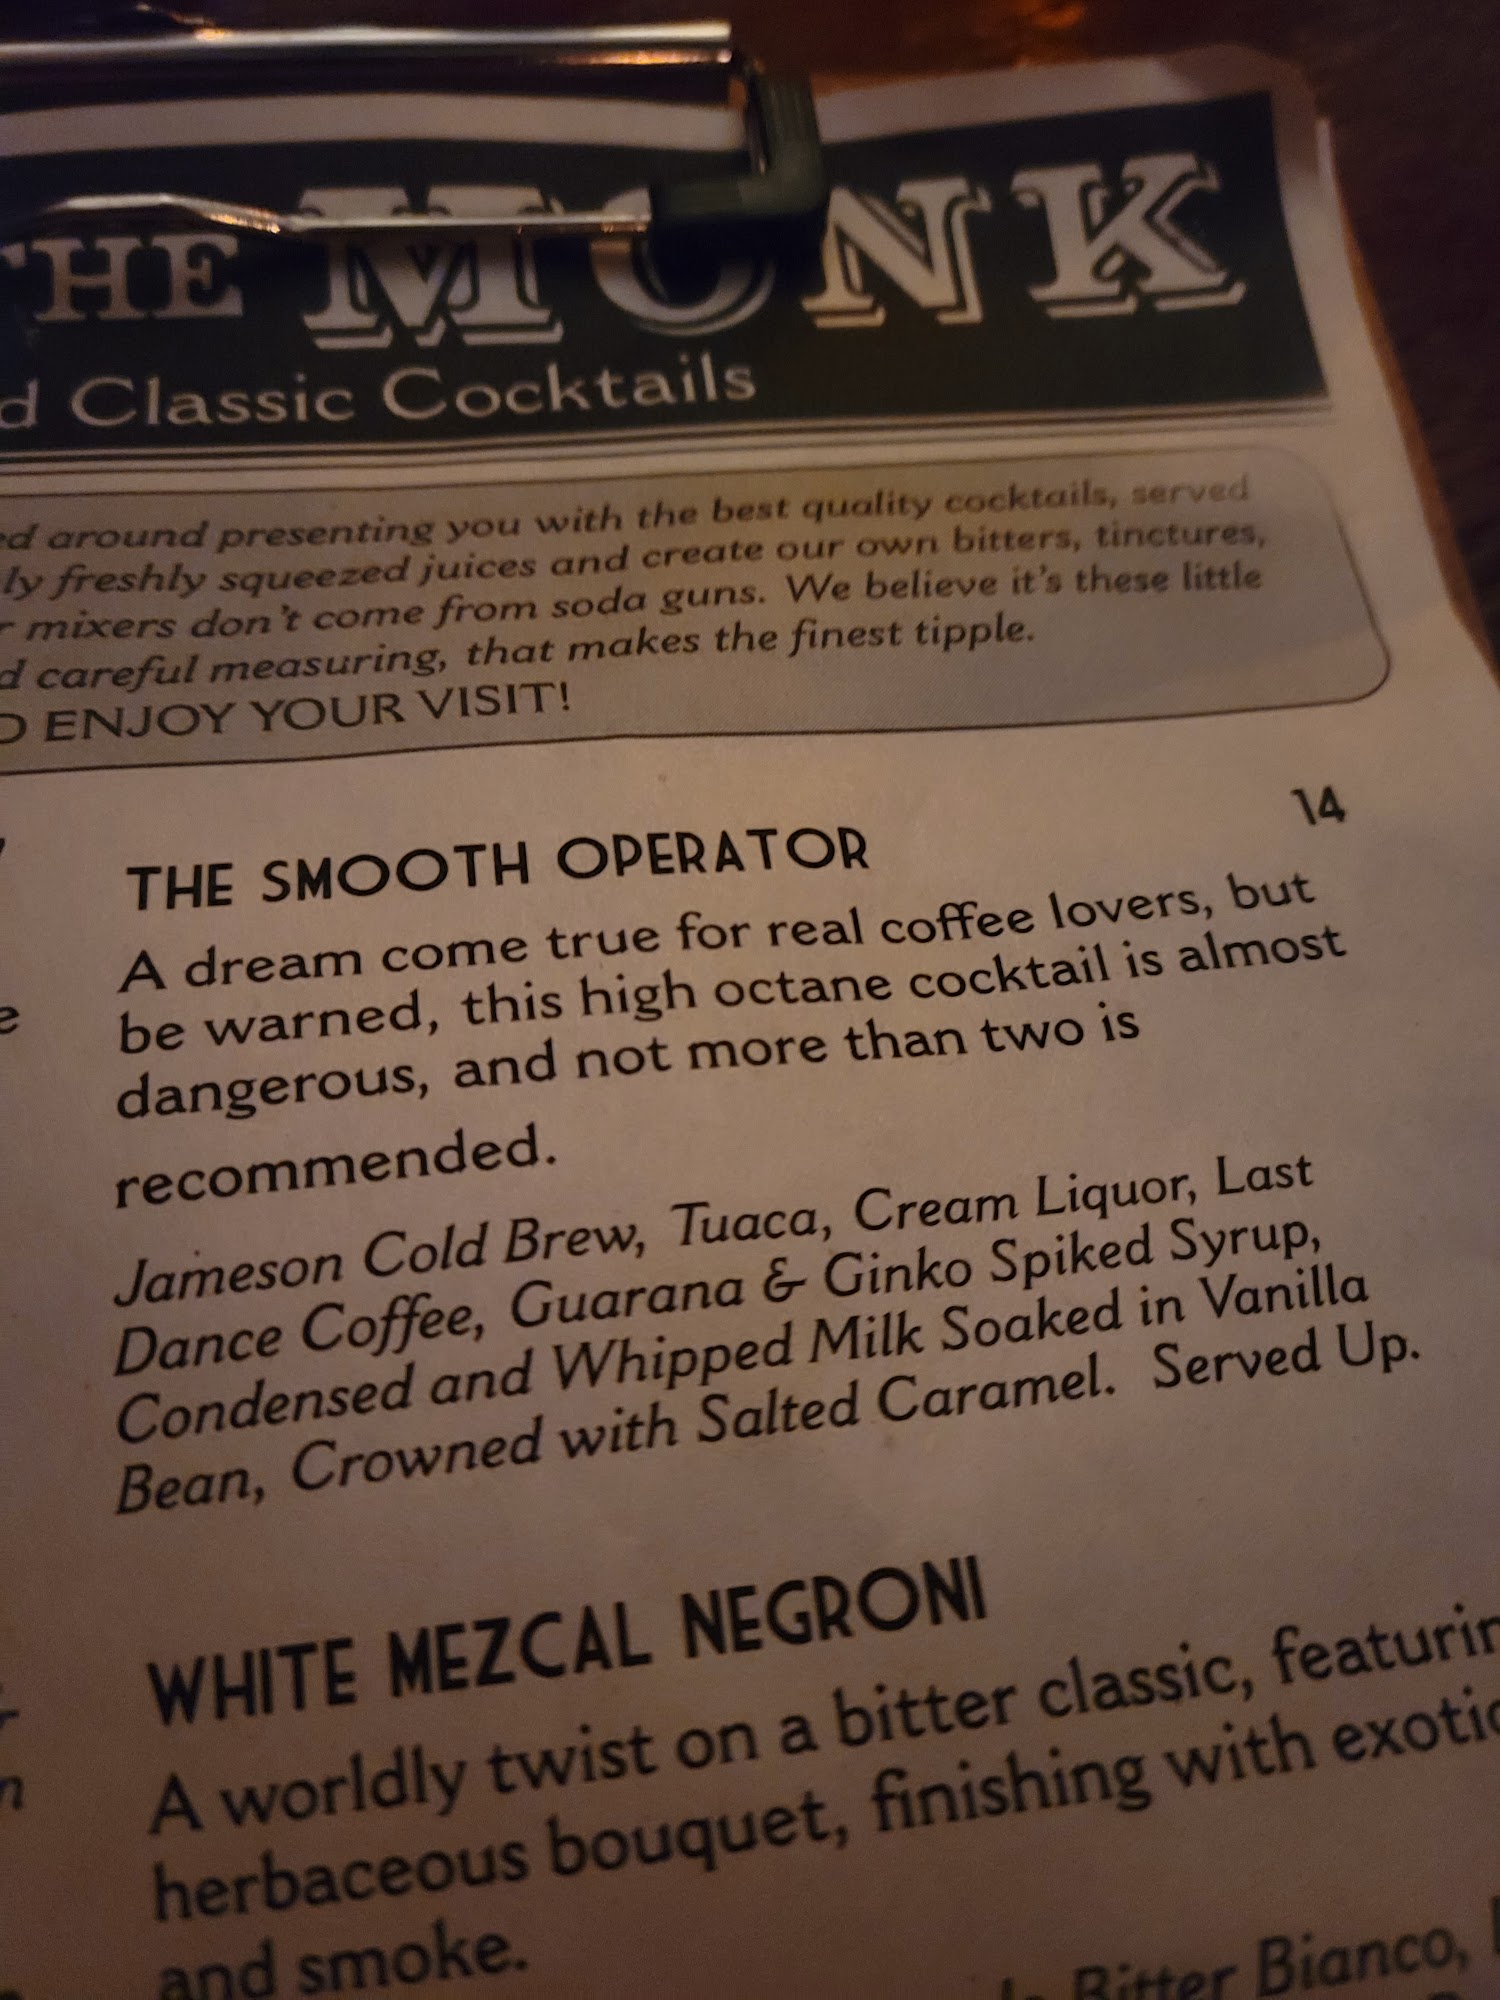 THE MONK
d Classic Cocktails
ed around presenting you with the best quality cocktails, served
ly freshly squeezed juices and create our own bitters, tinctures,
r mixers don't come from soda guns. We believe it's these little
d careful measuring, that makes the finest tipple.
D ENJOY YOUR VISIT!
THE SMOOTH OPERATOR 14
A dream come true for real coffee lovers, but
be warned, this high octane cocktail is almost
dangerous, and not more than two is
recommended.
Jameson Cold Brew, Tuaca, Cream Liquor, Last
Dance Coffee, Guarana & Ginko Spiked Syrup,
Condensed and Whipped Milk Soaked in Vanilla
Bean, Crowned with Salted Caramel. Served Up.
WHITE MEZCAL NEGRONI
A worldly twist on a bitter classic, featurin
herbaceous bouquet, finishing with exotic
and smoke.
Bitter Bianco,